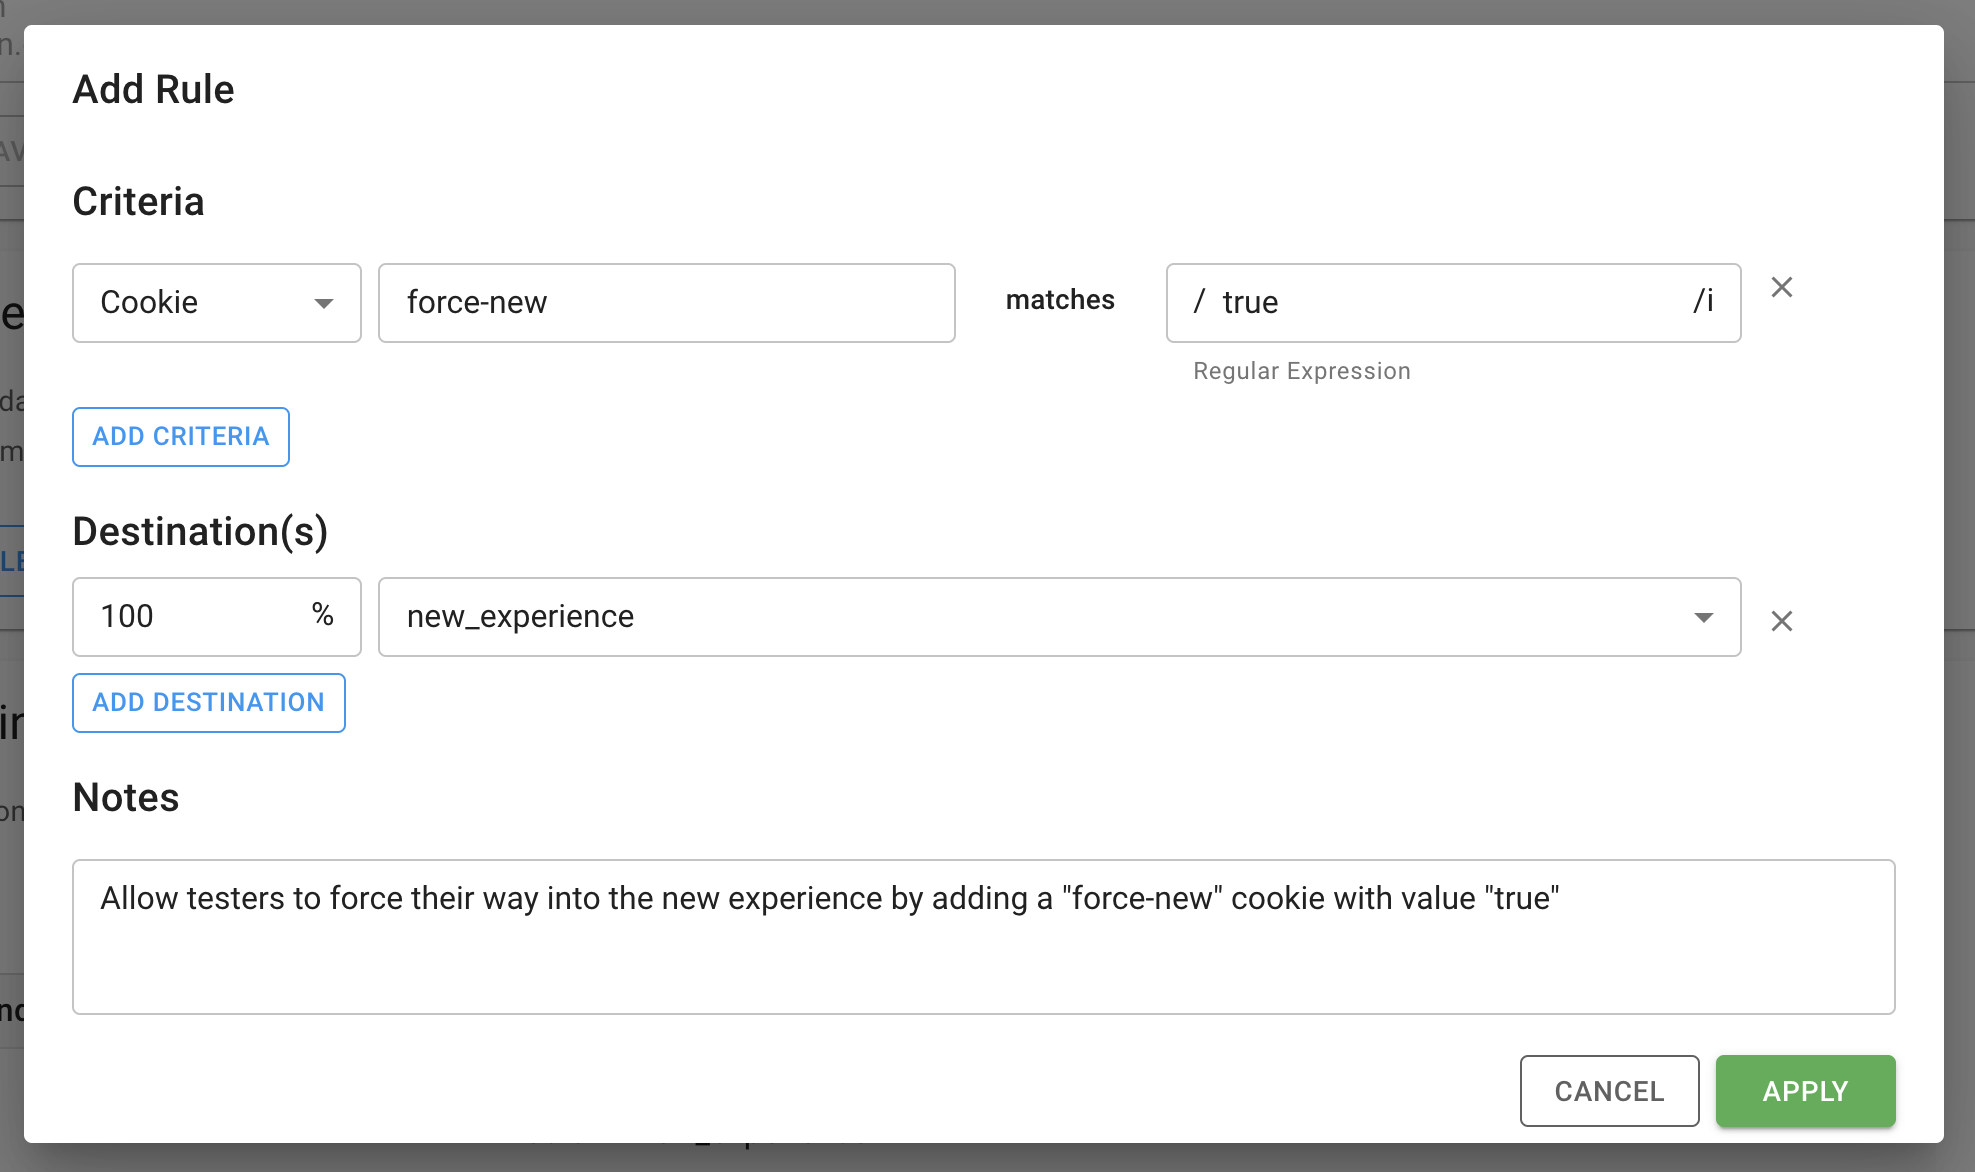 Add Rule
Criteria
Cookie force-new matches / true /i
Regular Expression
ADD CRITERIA
Destination(s)
100 % new_experience
ADD DESTINATION
Notes
Allow testers to force their way into the new experience by adding a "force-new" cookie with value "true"
CANCEL APPLY